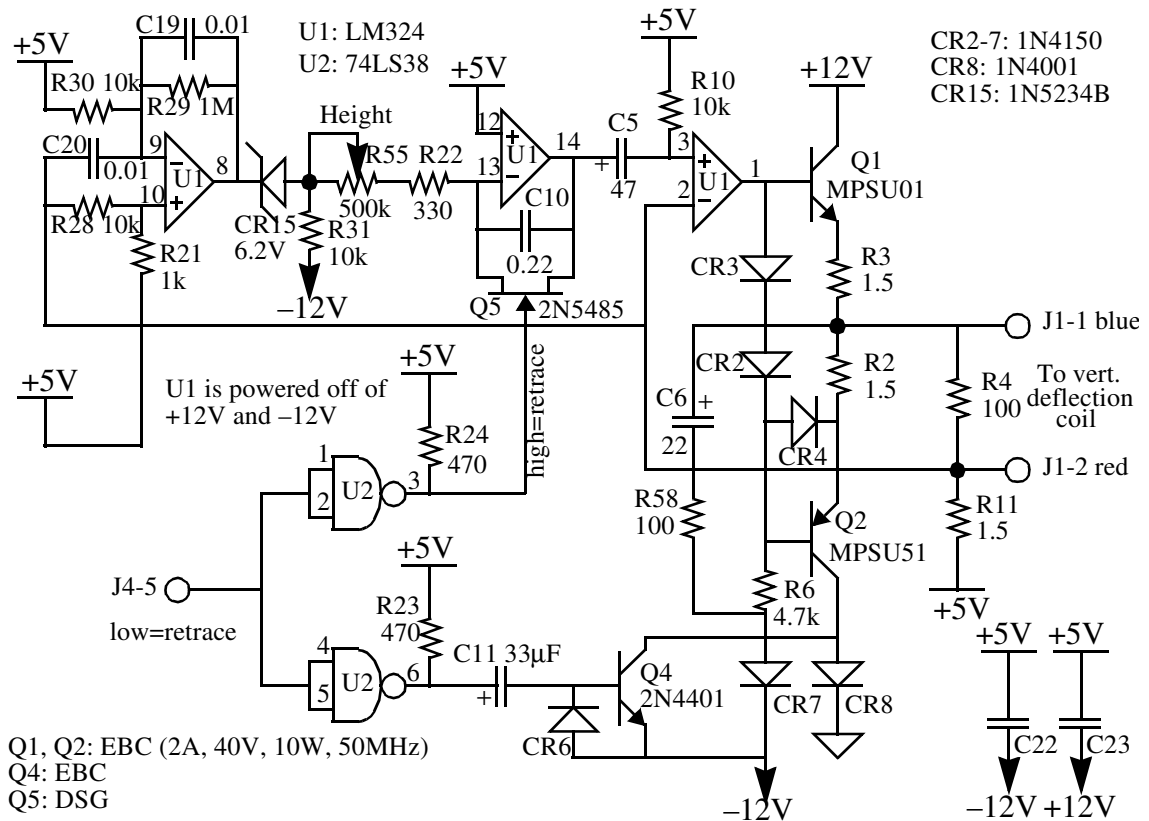 C19 0.01
U1: LM324
U2: 74LS38
CR2-7: 1N4150
CR8: 1N4001
CR15: 1N5234B
+5V
+5V
+5V
+12V
R30 10k
R29 1M
R10
10k
Height
C20
0.01
9
−
U1
8
10
+
R28 10k
R21
1k
CR15
6.2V
R55
500k
R22
330
R31
10k
−12V
12
+
U1
14
13
−
C10
0.22
C5
+
47
3
+
U1
1
2
−
Q1
MPSU01
Q5
2N5485
CR3
R3
1.5
J1-1 blue
+5V
U1 is powered off of
+12V and −12V
+5V
R24
470
high=retrace
CR2
R2
1.5
C6
+
22
CR4
R4
100
To vert.
deflection
coil
J1-2 red
1
2
U2
3
R58
100
Q2
MPSU51
R11
1.5
+5V
J4-5
low=retrace
+5V
R23
470
R6
4.7k
4
5
U2
6
C11 33µF
+
Q4
2N4401
CR6
CR7
CR8
+5V
+5V
C22
C23
−12V
+12V
−12V
Q1, Q2: EBC (2A, 40V, 10W, 50MHz)
Q4: EBC
Q5: DSG